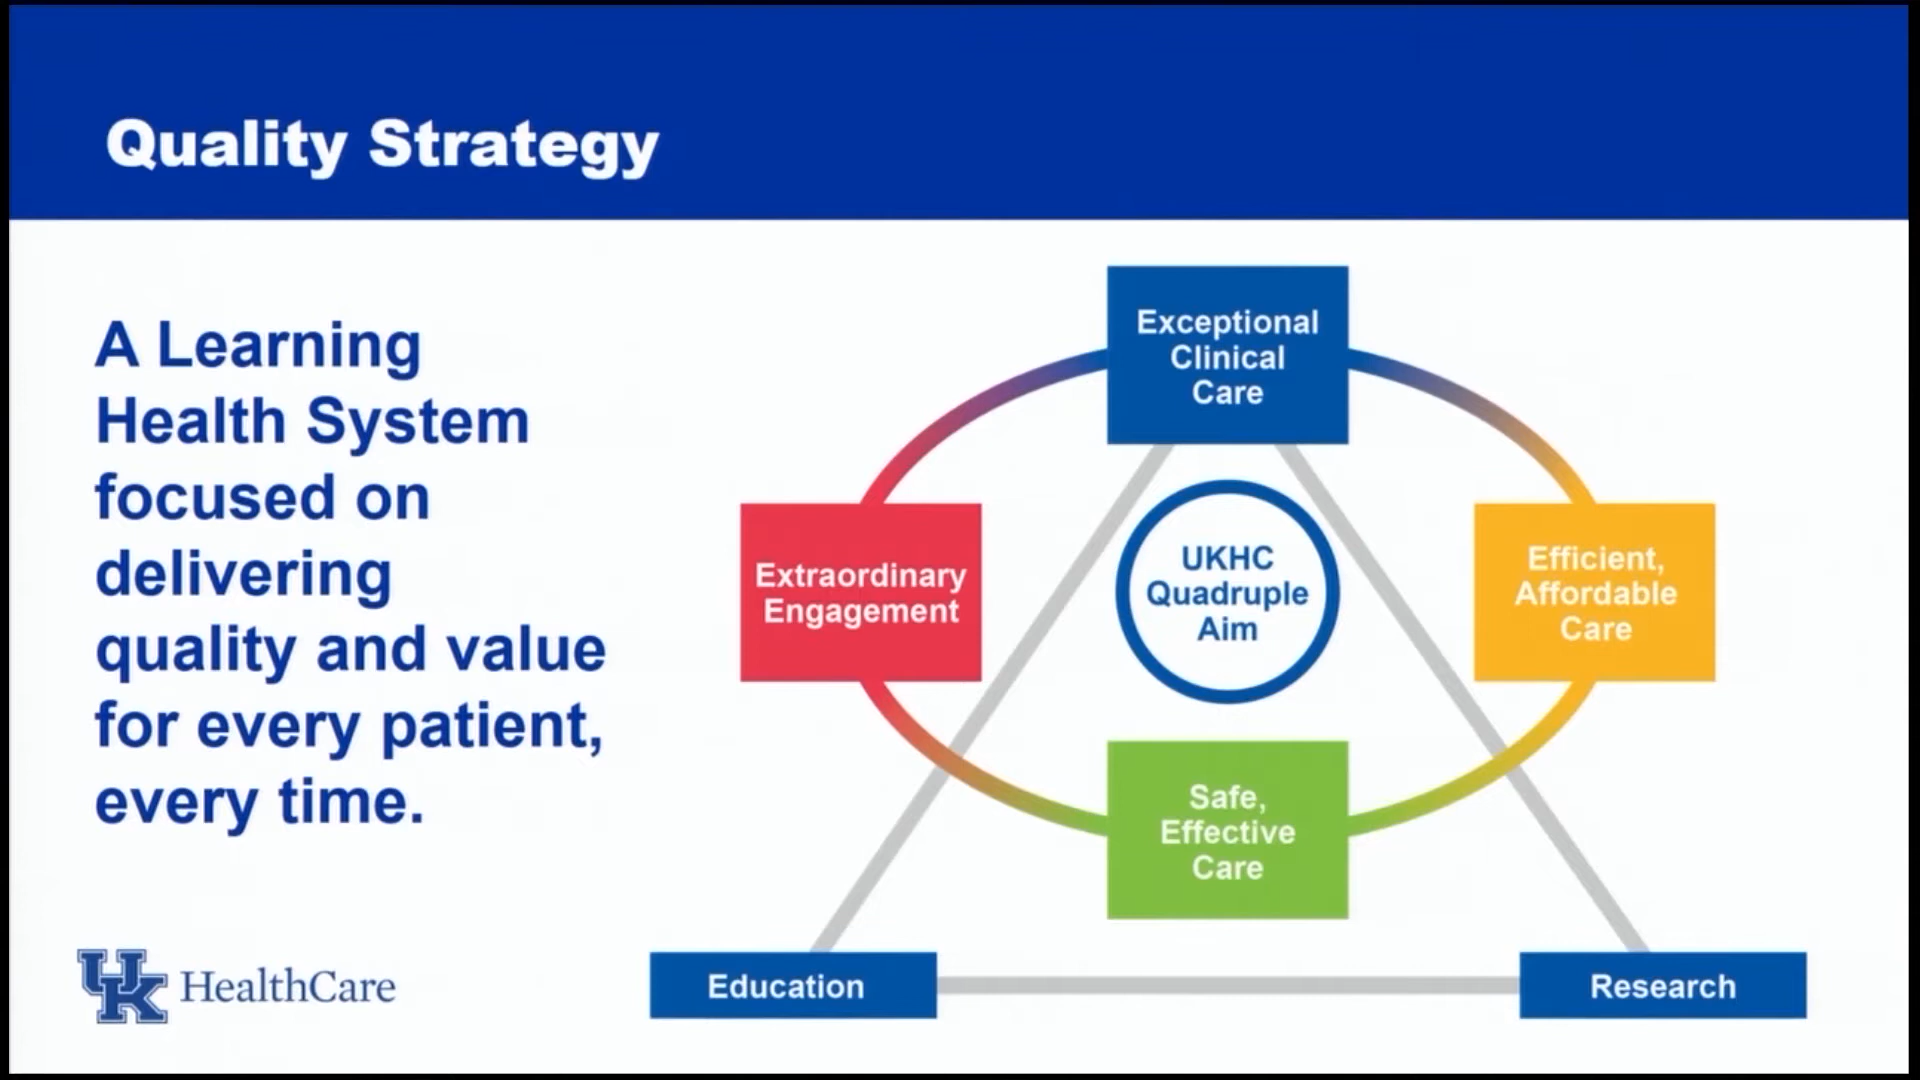 Quality Strategy
A Learning
Health System
focused on
delivering
quality and value
for every patient,
every time.
Exceptional
Clinical
Care
Extraordinary
Engagement
UKHC
Quadruple
Aim
Efficient,
Affordable
Care
Safe,
Effective
Care
Education
Research
UK HealthCare